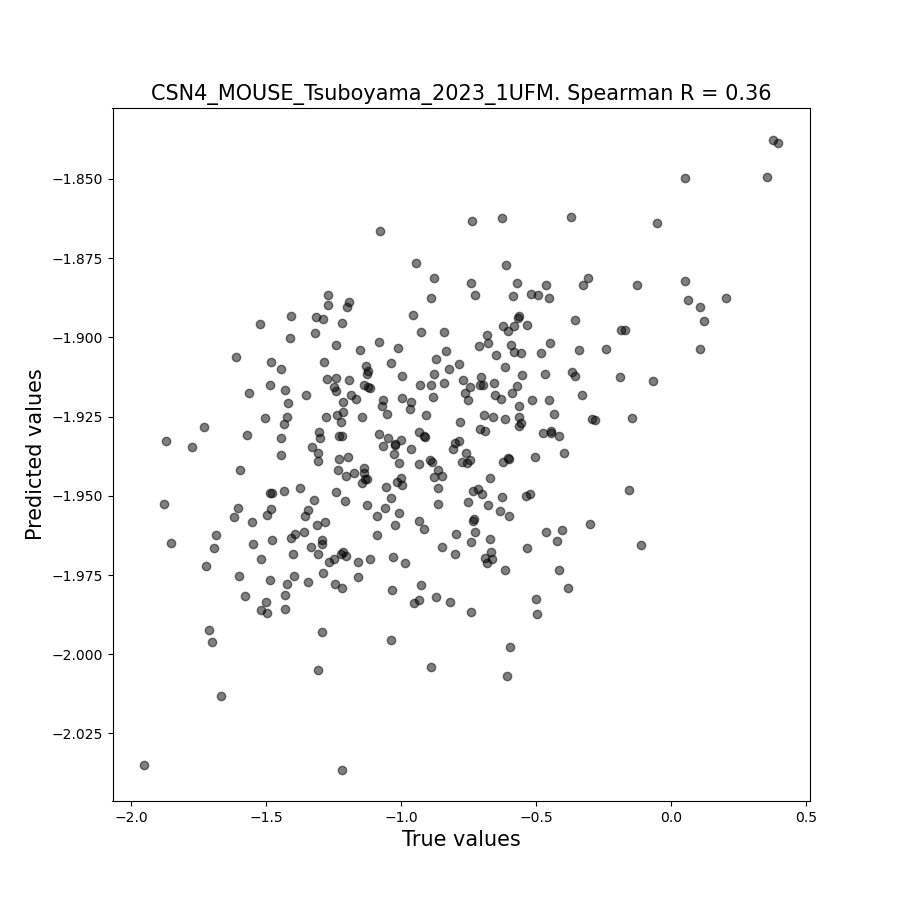 CSN4_MOUSE_Tsuboyama_2023_1UFM. Spearman R = 0.36
Predicted values
−1.850
−1.875
−1.900
−1.925
−1.950
−1.975
−2.000
−2.025
−2.0 −1.5 −1.0 −0.5 0.0 0.5
True values